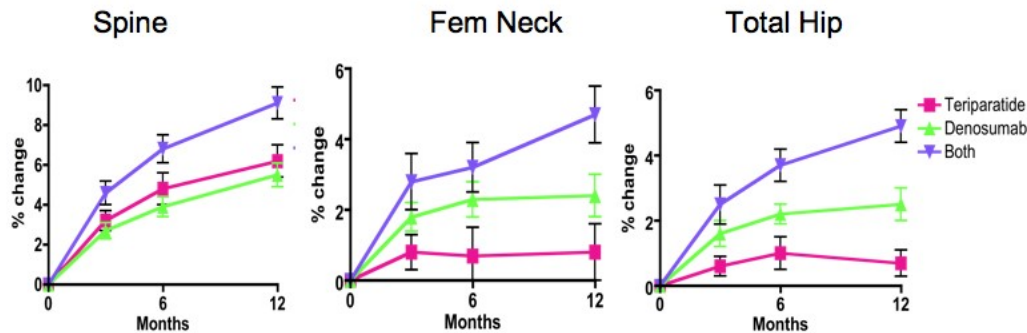 Spine
Fem Neck
Total Hip
% change
10
8
6
4
2
0
0 6 12
Months
% change
6
4
2
0
0 6 12
Months
% change
6
4
2
0
0 6 12
Months
Teriparatide
Denosumab
Both